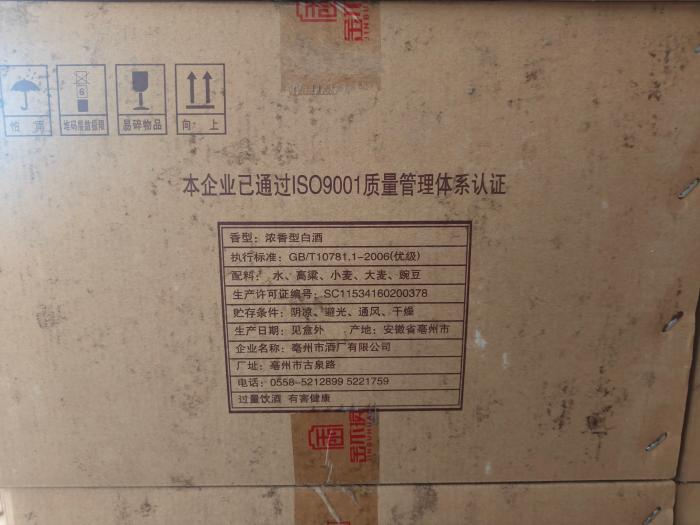 JINBUHUAN
怕 湿
6
堆码层数极限
易碎物品
向 上
本企业已通过ISO9001质量管理体系认证
香型：浓香型白酒
执行标准：GB/T10781.1-2006(优级)
配料： 水、高粱、小麦、大麦、豌豆
生产许可证编号：SC11534160200378
贮存条件：阴凉、避光、通风、干燥
生产日期：见盒外 产地：安徽省亳州市
企业名称：亳州市酒厂有限公司
厂址：亳州市古泉路
电话：0558-5212899 5221759
过量饮酒 有害健康
金不换
JINBUHUAN